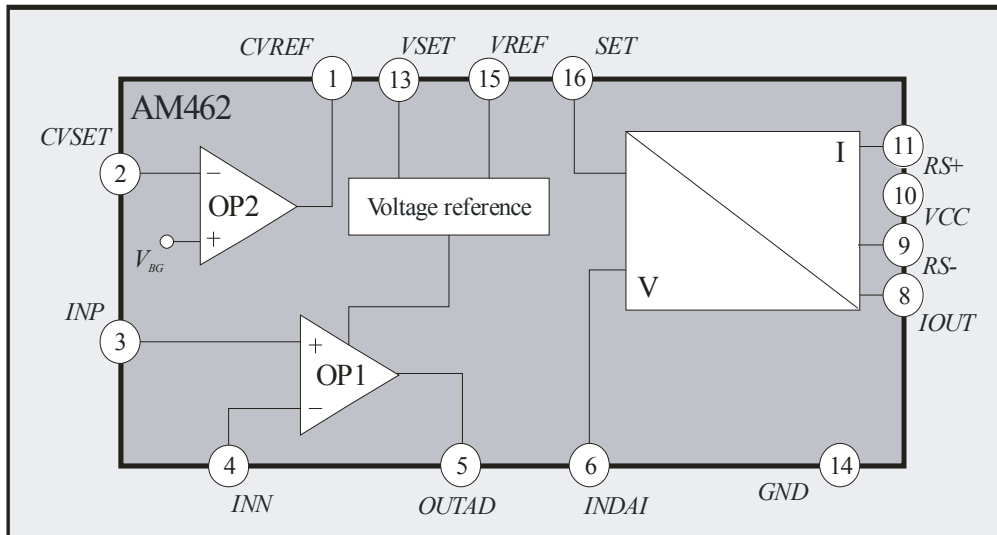 CVREF VSET VREF SET
1 13 15 16
AM462
CVSET
2
−
OP2
+
VBG
Voltage reference
I
11
RS+
10
VCC
9
RS-
8
IOUT
V
INP
3
+
OP1
−
4 5 6 14
INN OUTAD INDAI GND